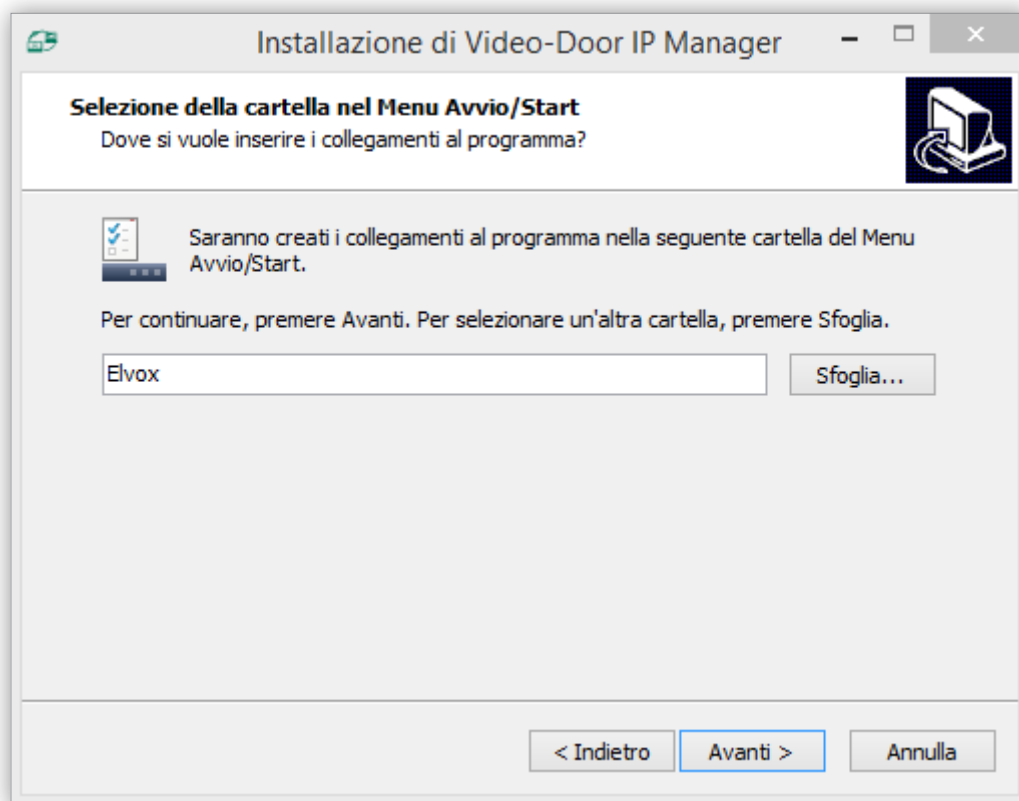 Installazione di Video-Door IP Manager
Selezione della cartella nel Menu Avvio/Start
Dove si vuole inserire i collegamenti al programma?
Saranno creati i collegamenti al programma nella seguente cartella del Menu
Avvio/Start.
Per continuare, premere Avanti. Per selezionare un'altra cartella, premere Sfoglia.
Elvox
Sfoglia...
< Indietro
Avanti >
Annulla